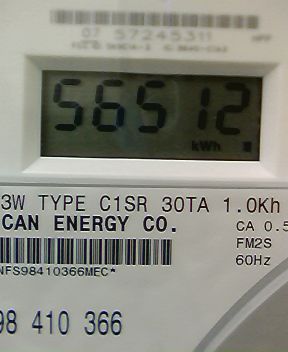 07 57245311
56512
kWh
3W TYPE C1SR 30TA 1.0Kh
CAN ENERGY CO.
CA 0.5
FM2S
60Hz
NFS98410366MEC*
98 410 366